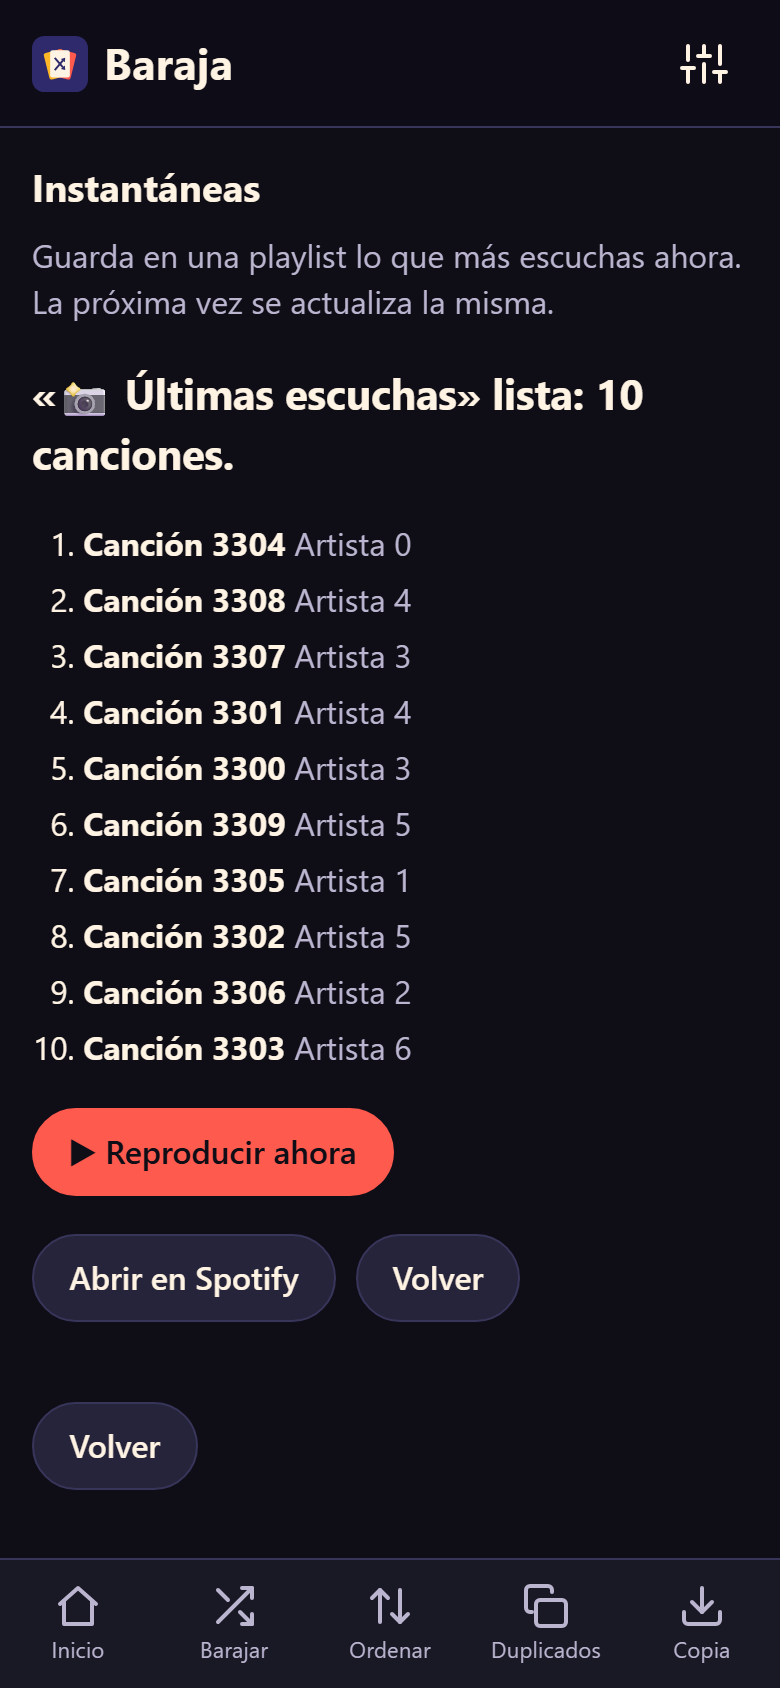 Baraja
Instantáneas
Guarda en una playlist lo que más escuchas ahora.
La próxima vez se actualiza la misma.
«📸 Últimas escuchas» lista: 10
canciones.
1. Canción 3304 Artista 0
2. Canción 3308 Artista 4
3. Canción 3307 Artista 3
4. Canción 3301 Artista 4
5. Canción 3300 Artista 3
6. Canción 3309 Artista 5
7. Canción 3305 Artista 1
8. Canción 3302 Artista 5
9. Canción 3306 Artista 2
10. Canción 3303 Artista 6
▶ Reproducir ahora
Abrir en Spotify
Volver
Volver
Inicio
Barajar
Ordenar
Duplicados
Copia